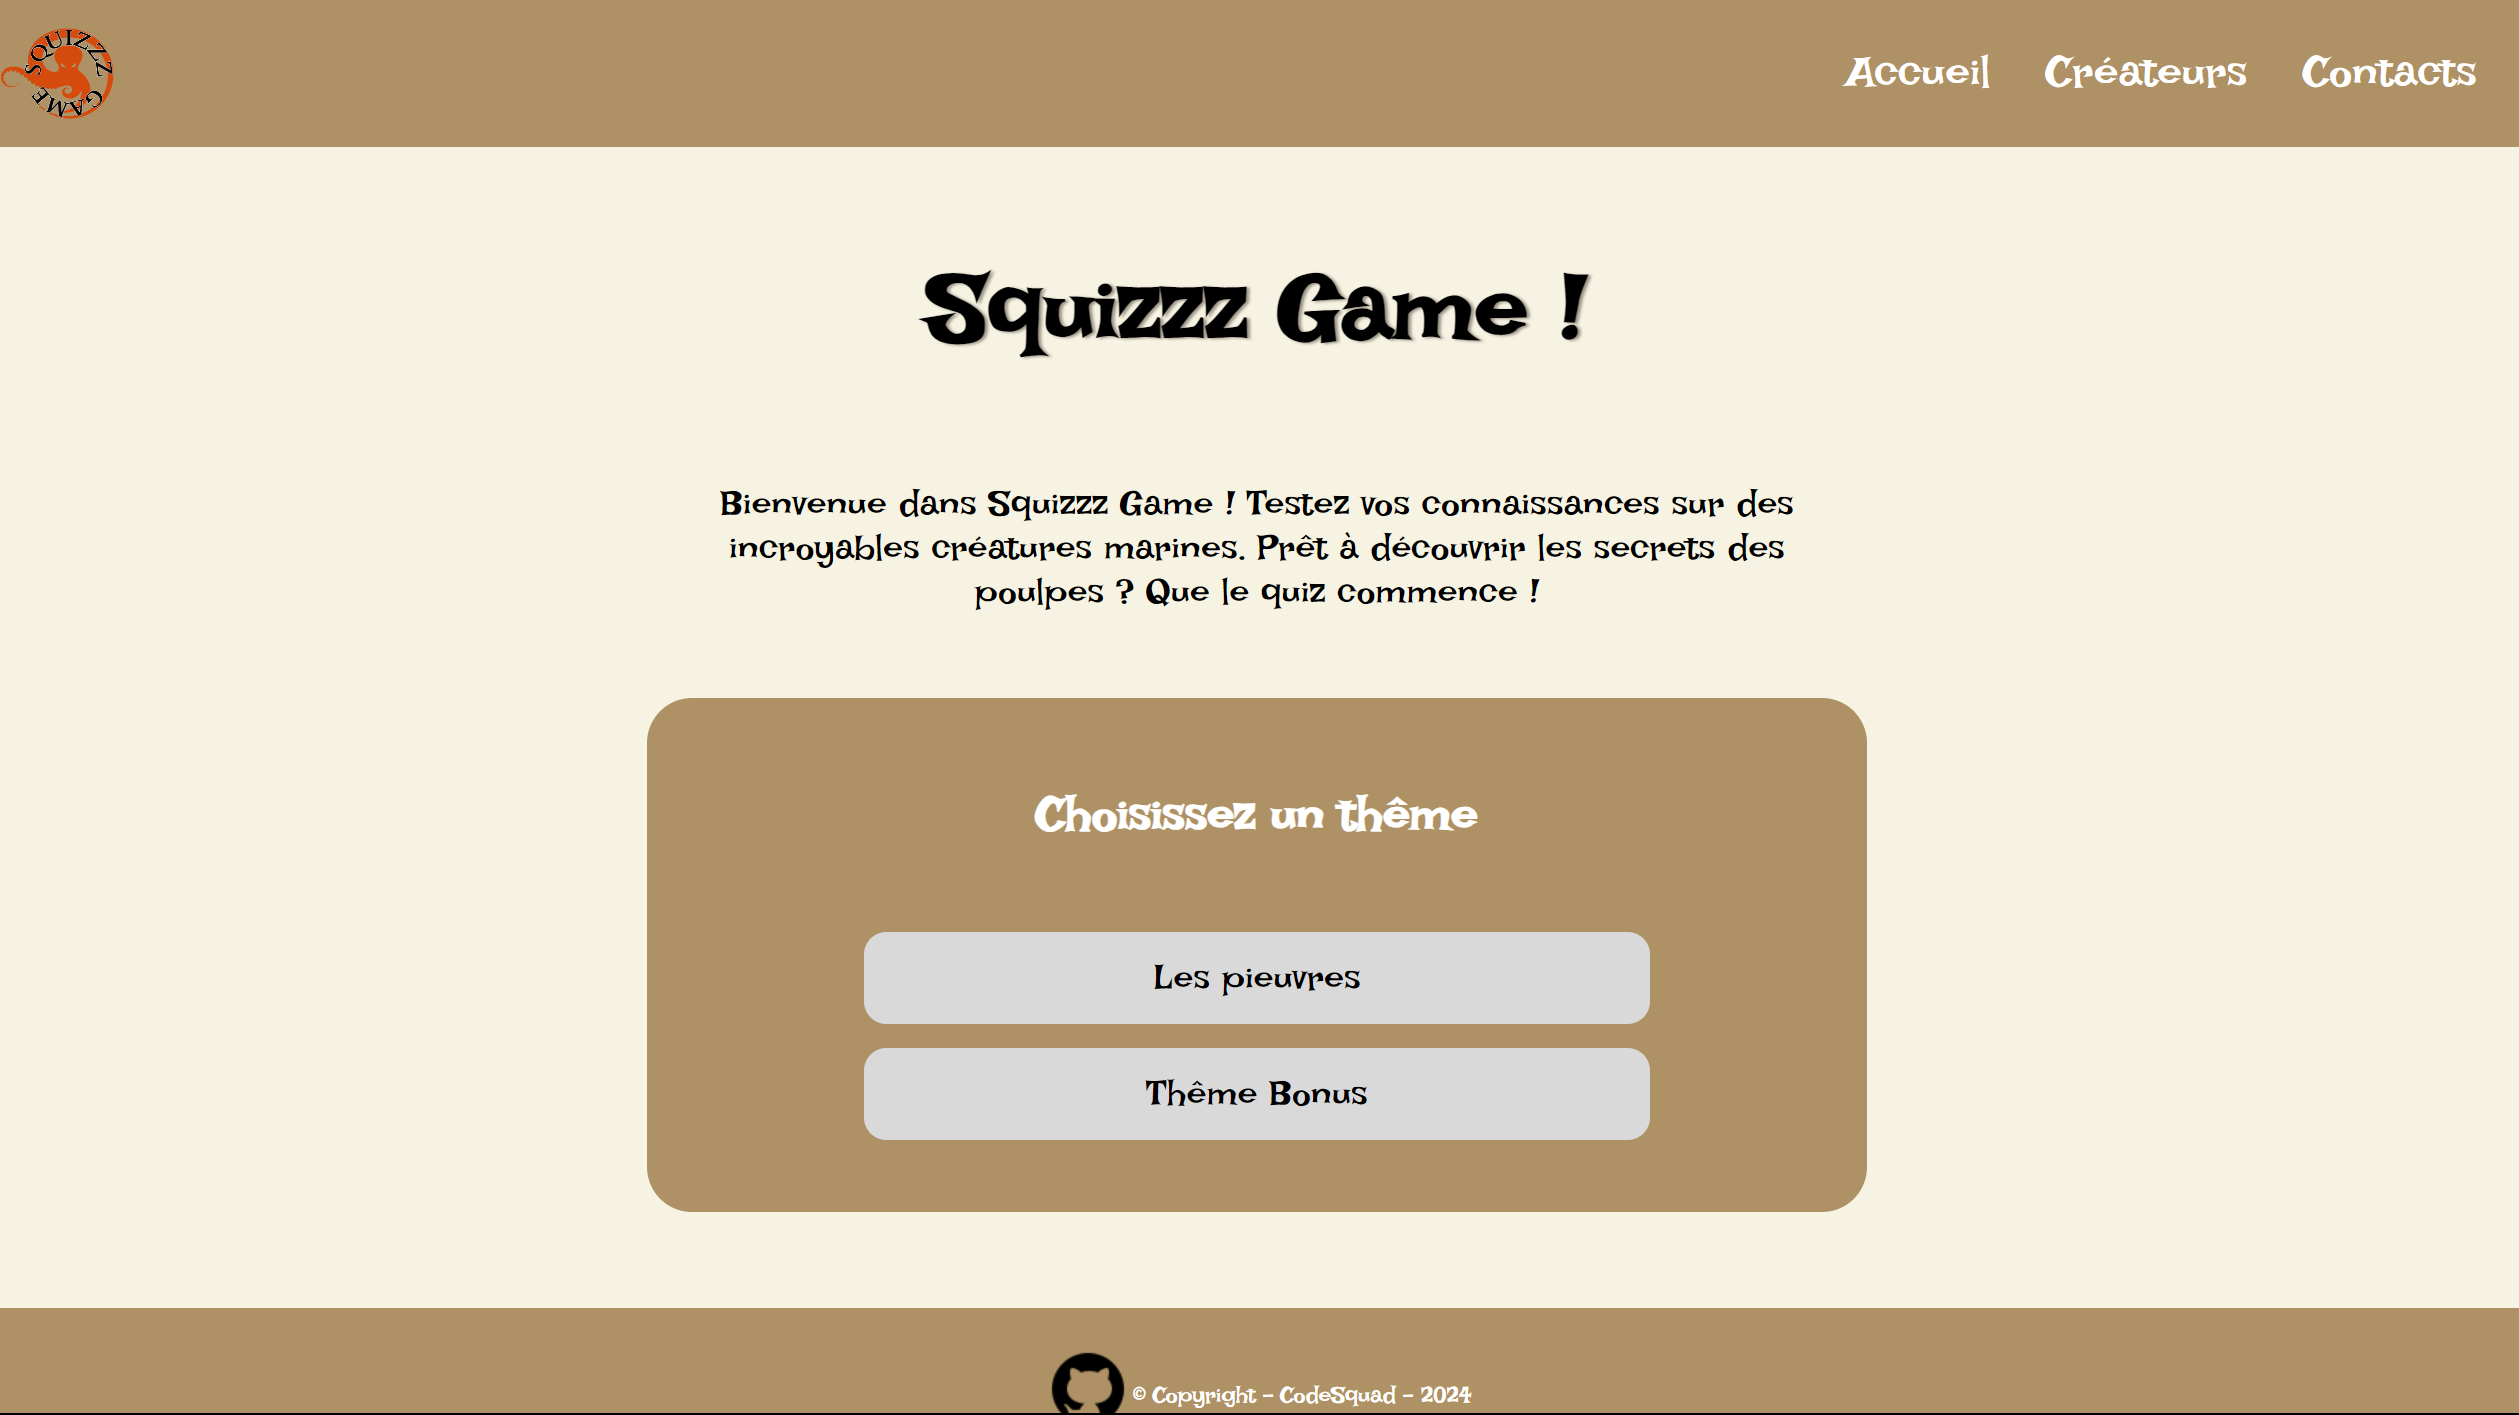 SQUIZZZ GAME
Accueil Créateurs Contacts
Squizzz Game !
Bienvenue dans Squizzz Game ! Testez vos connaissances sur des
incroyables créatures marines. Prêt à découvrir les secrets des
poulpes ? Que le quiz commence !
Choisissez un thême
Les pieuvres
Thême Bonus
© Copyright - CodeSquad - 2024